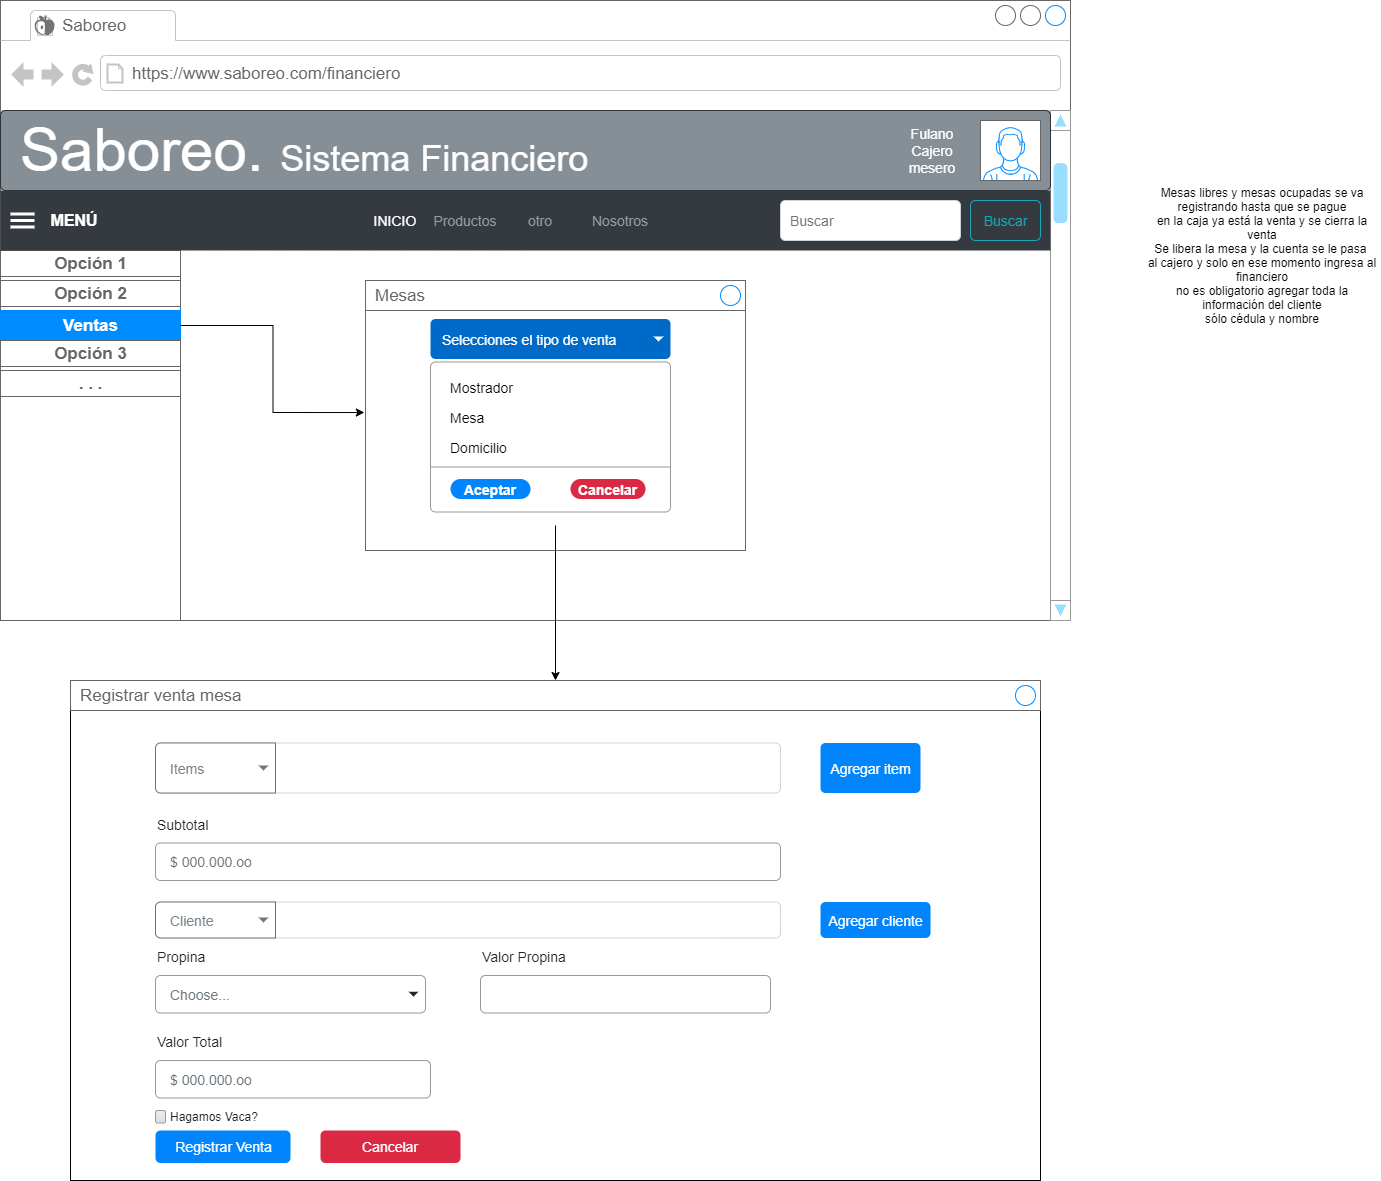 Saboreo
https://www.saboreo.com/financiero
Saboreo. Sistema Financiero
Fulano
Cajero
mesero
MENÚ
INICIO Productos otro Nosotros
Buscar
Buscar
Opción 1
Opción 2
Ventas
Opción 3
. . .
Mesas
Selecciones el tipo de venta
Mostrador
Mesa
Domicilio
Aceptar Cancelar
Mesas libres y mesas ocupadas se va
registrando hasta que se pague
en la caja ya está la venta y se cierra la
venta
Se libera la mesa y la cuenta se le pasa
al cajero y solo en ese momento ingresa al
financiero
no es obligatorio agregar toda la
información del cliente
sólo cédula y nombre
Registrar venta mesa
Items
Agregar item
Subtotal
$ 000.000.oo
Cliente
Agregar cliente
Propina Valor Propina
Choose...
Valor Total
$ 000.000.oo
Hagamos Vaca?
Registrar Venta Cancelar